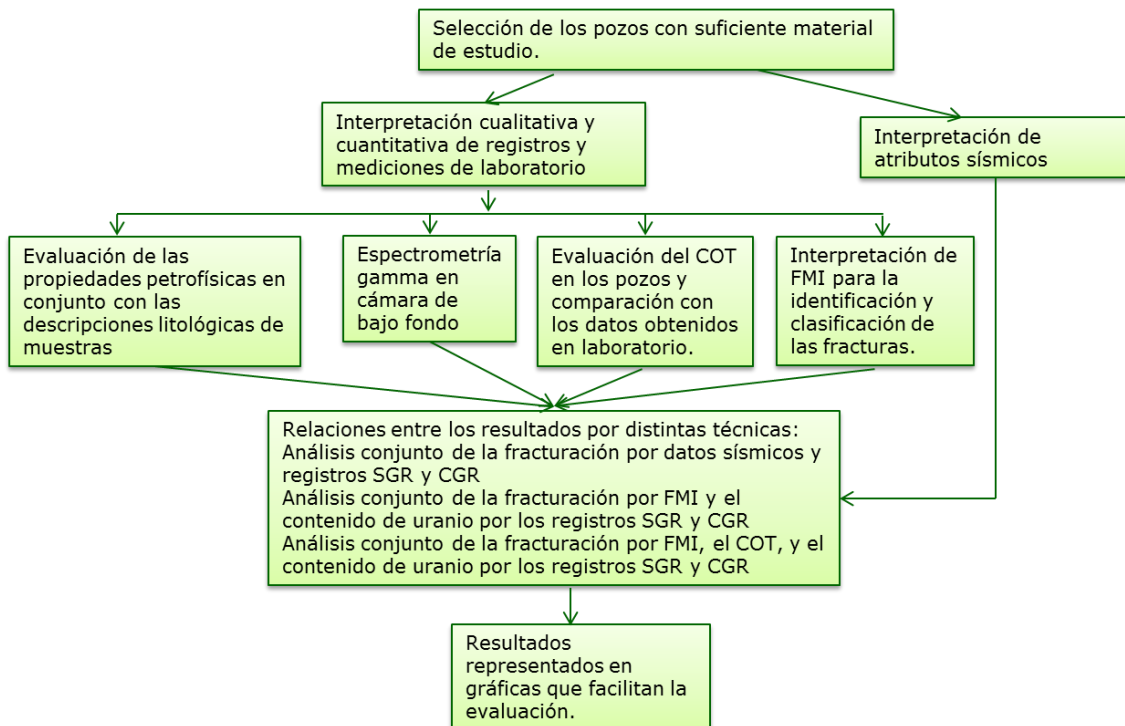 Selección de los pozos con suficiente material
de estudio.
Interpretación cualitativa y
cuantitativa de registros y
mediciones de laboratorio
Interpretación de
atributos sísmicos
Evaluación de las
propiedades petrofísicas en
conjunto con las
descripciones litológicas de
muestras
Espectrometría
gamma en
cámara de
bajo fondo
Evaluación del COT
en los pozos y
comparación con
los datos obtenidos
en laboratorio.
Interpretación de
FMI para la
identificación y
clasificación de
las fracturas.
Relaciones entre los resultados por distintas técnicas:
Análisis conjunto de la fracturación por datos sísmicos y
registros SGR y CGR
Análisis conjunto de la fracturación por FMI y el
contenido de uranio por los registros SGR y CGR
Análisis conjunto de la fracturación por FMI, el COT, y el
contenido de uranio por los registros SGR y CGR
Resultados
representados en
gráficas que facilitan la
evaluación.